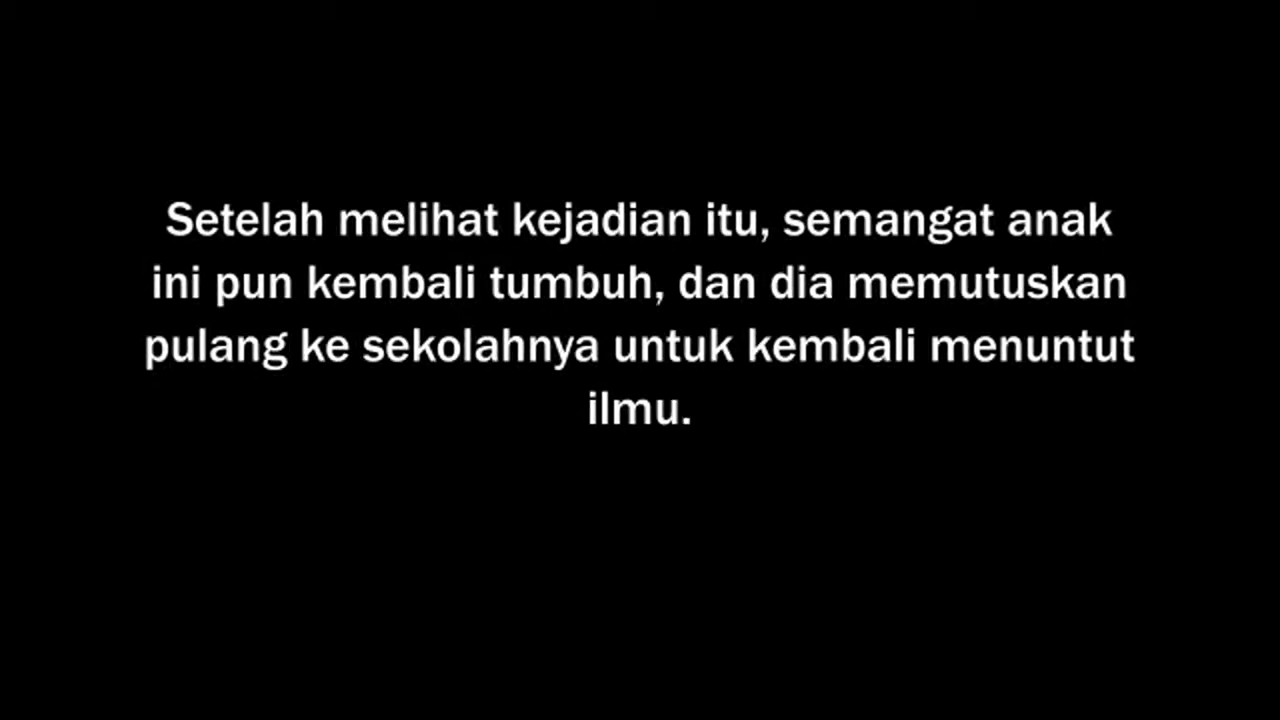 Setelah melihat kejadian itu, semangat anak
ini pun kembali tumbuh, dan dia memutuskan
pulang ke sekolahnya untuk kembali menuntut
ilmu.